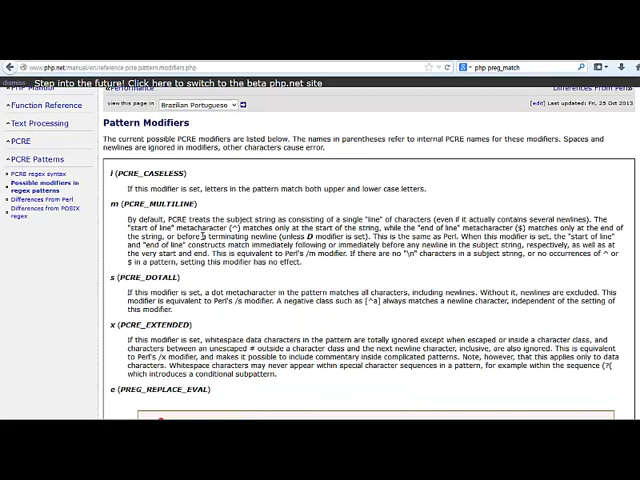 www.php.net/manual/en/reference.pcre.pattern.modifiers.php
php preg_match
dismiss
Step into the future! Click here to switch to the beta php.net site
PHP Manual
«Performance
Differences From Perl»
Function Reference
view this page in
Brazilian Portuguese
[edit] Last updated: Fri, 25 Oct 2013
Text Processing
PCRE
PCRE Patterns
PCRE regex syntax
Possible modifiers in
regex patterns
Differences From Perl
Differences from POSIX
regex
Pattern Modifiers
The current possible PCRE modifiers are listed below. The names in parentheses refer to internal PCRE names for these modifiers. Spaces and
newlines are ignored in modifiers, other characters cause error.
i (PCRE_CASELESS)
If this modifier is set, letters in the pattern match both upper and lower case letters.
m (PCRE_MULTILINE)
By default, PCRE treats the subject string as consisting of a single "line" of characters (even if it actually contains several newlines). The
"start of line" metacharacter (^) matches only at the start of the string, while the "end of line" metacharacter ($) matches only at the end of
the string, or before a terminating newline (unless D modifier is set). This is the same as Perl. When this modifier is set, the "start of line"
and "end of line" constructs match immediately following or immediately before any newline in the subject string, respectively, as well as at
the very start and end. This is equivalent to Perl's /m modifier. If there are no "\n" characters in a subject string, or no occurrences of ^ or
$ in a pattern, setting this modifier has no effect.
s (PCRE_DOTALL)
If this modifier is set, a dot metacharacter in the pattern matches all characters, including newlines. Without it, newlines are excluded. This
modifier is equivalent to Perl's /s modifier. A negative class such as [^a] always matches a newline character, independent of the setting of
this modifier.
x (PCRE_EXTENDED)
If this modifier is set, whitespace data characters in the pattern are totally ignored except when escaped or inside a character class, and
characters between an unescaped # outside a character class and the next newline character, inclusive, are also ignored. This is equivalent
to Perl's /x modifier, and makes it possible to include commentary inside complicated patterns. Note, however, that this applies only to data
characters. Whitespace characters may never appear within special character sequences in a pattern, for example within the sequence (?(
which introduces a conditional subpattern.
e (PREG_REPLACE_EVAL)